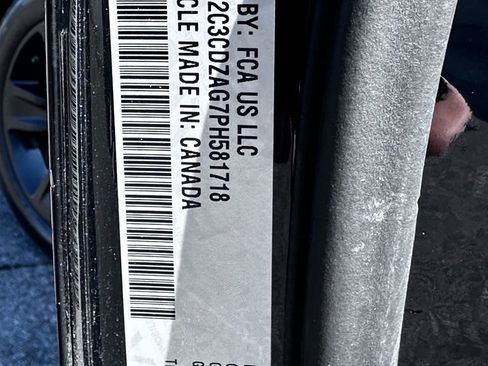 BY: FCA US LLC
2C3CDZAG7PH581718
CLE MADE IN: CANADA